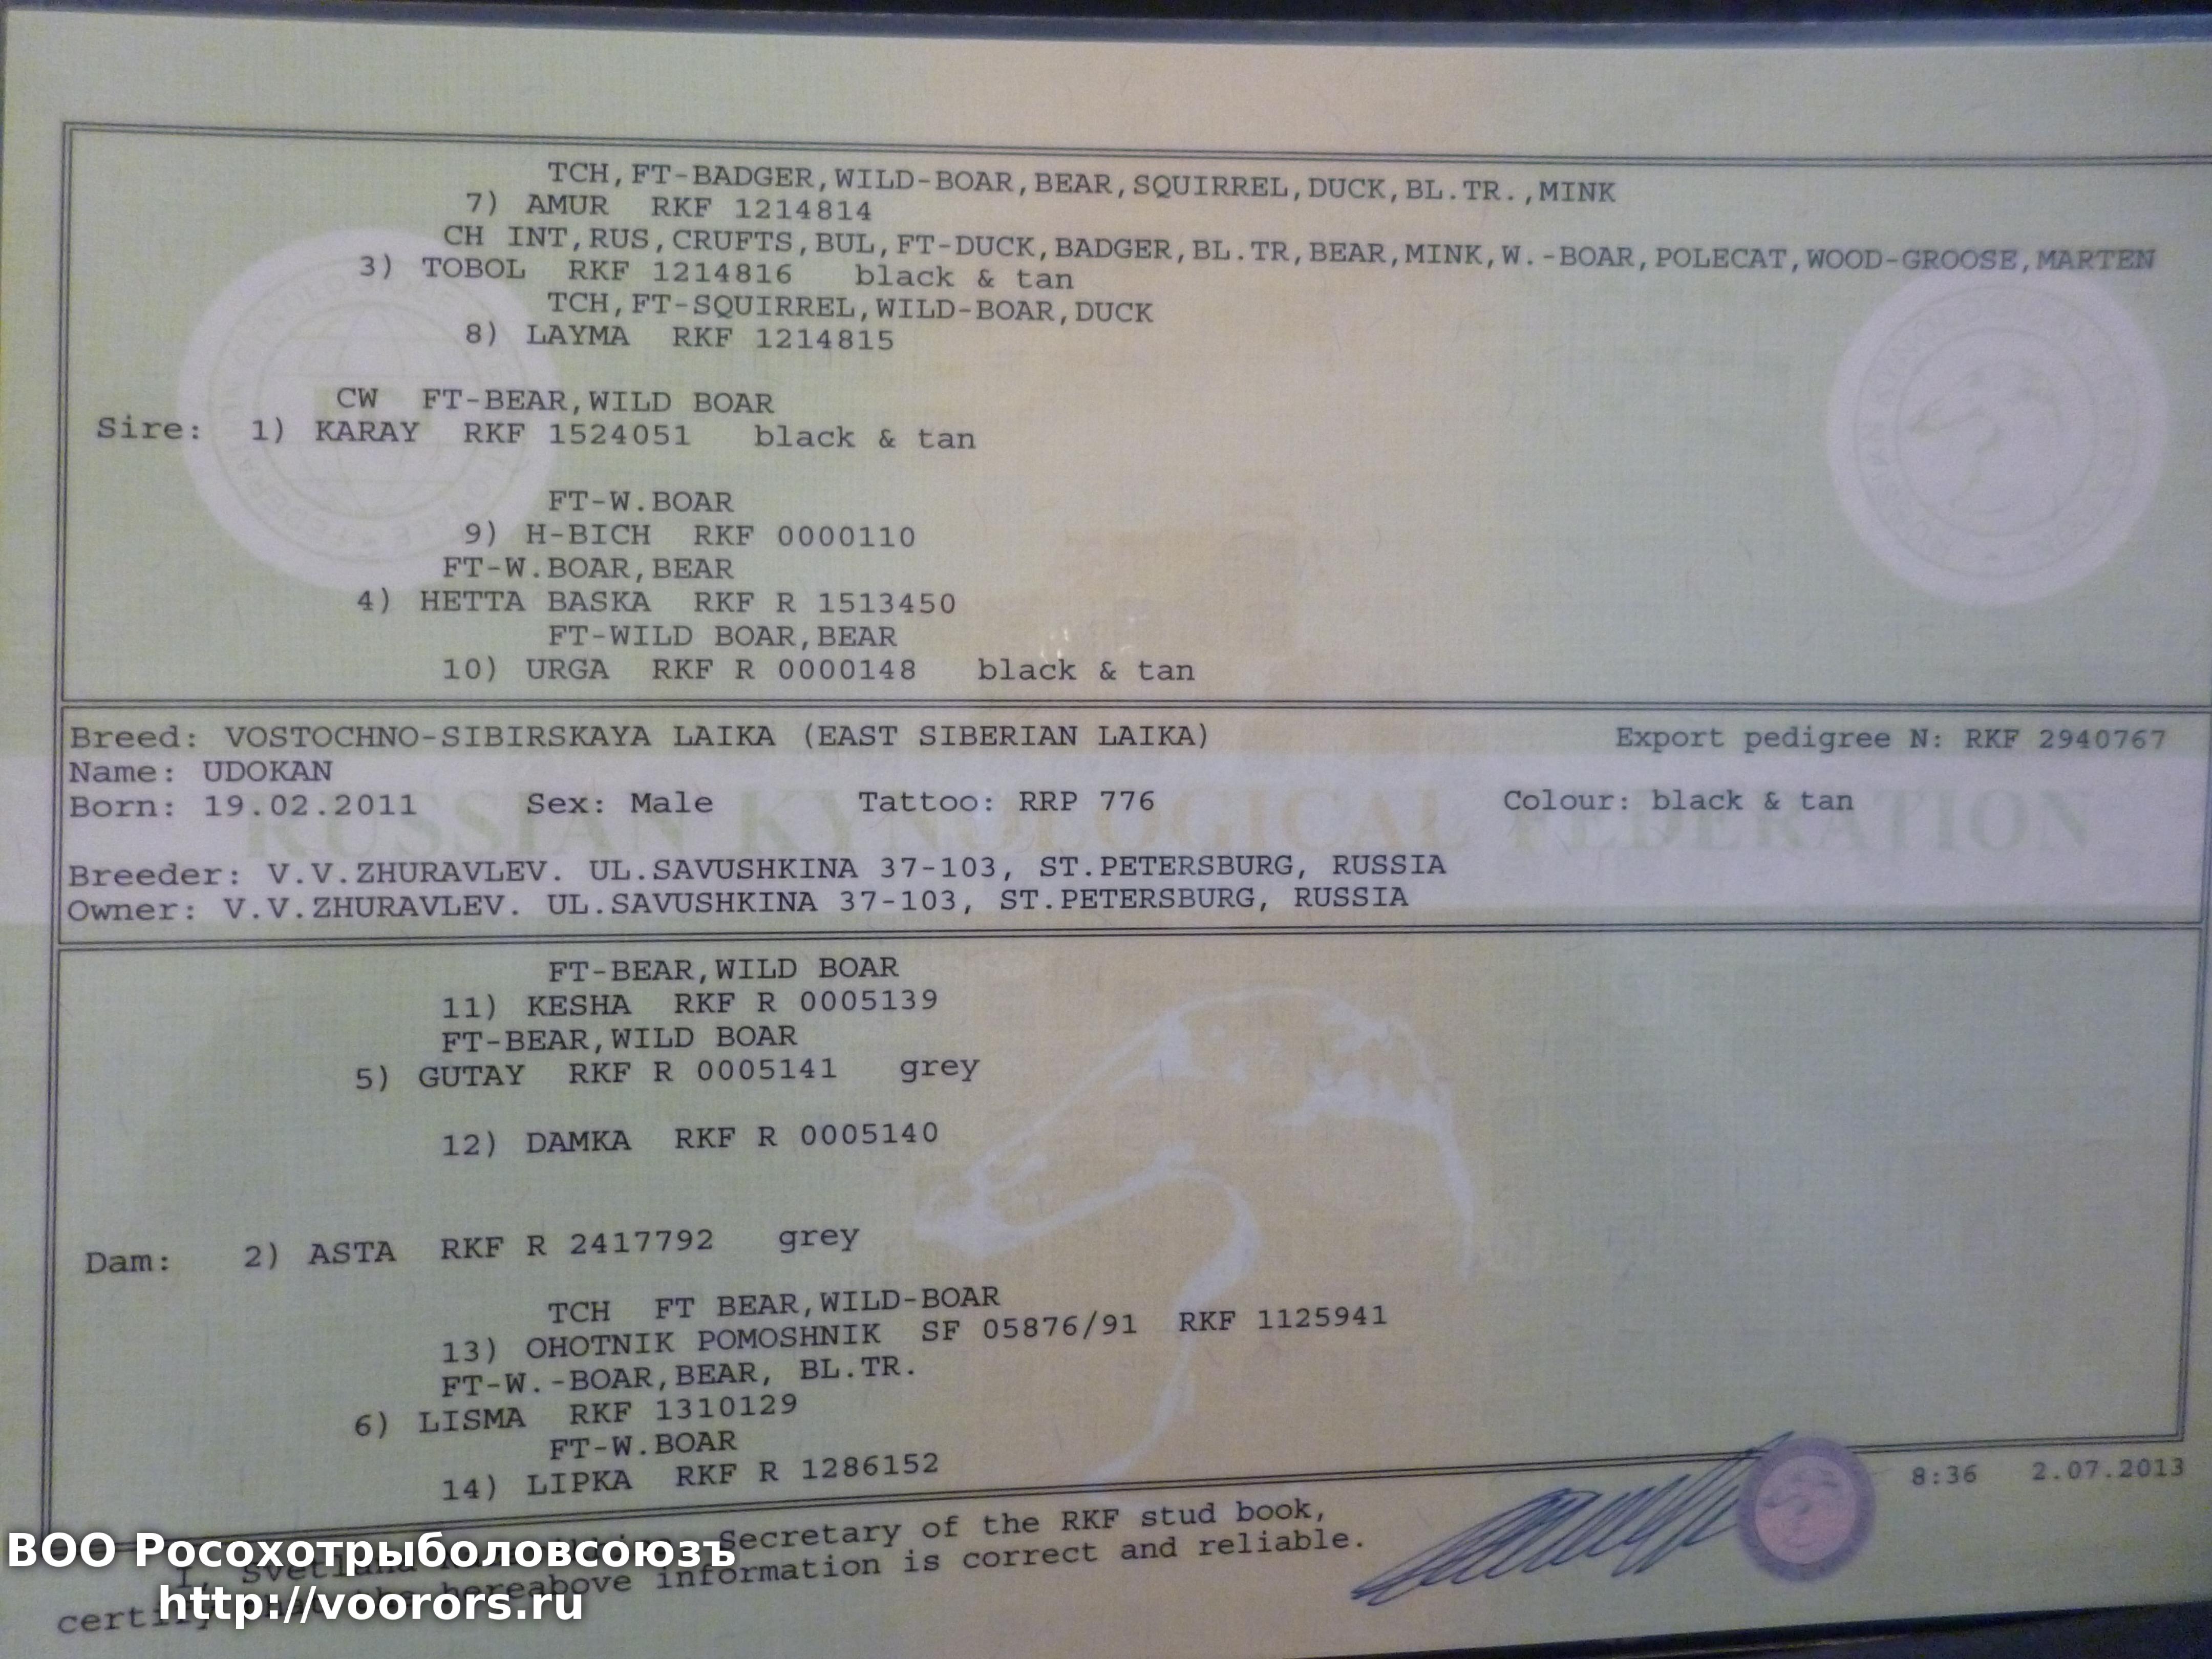 TCH,FT-BADGER,WILD-BOAR,BEAR,SQUIRREL,DUCK,BL.TR.,MINK
7) AMUR RKF 1214814
CH INT,RUS,CRUFTS,BUL,FT-DUCK,BADGER,BL.TR,BEAR,MINK,W.-BOAR,POLECAT,WOOD-GROOSE,MARTEN
3) TOBOL RKF 1214816 black & tan
TCH,FT-SQUIRREL,WILD-BOAR,DUCK
8) LAYMA RKF 1214815
CW FT-BEAR,WILD BOAR
Sire: 1) KARAY RKF 1524051 black & tan
FT-W.BOAR
9) H-BICH RKF 0000110
FT-W.BOAR,BEAR
4) HETTA BASKA RKF R 1513450
FT-WILD BOAR,BEAR
10) URGA RKF R 0000148 black & tan
Breed: VOSTOCHNO-SIBIRSKAYA LAIKA (EAST SIBERIAN LAIKA) Export pedigree N: RKF 2940767
Name: UDOKAN
Born: 19.02.2011 Sex: Male Tattoo: RRP 776 Colour: black & tan
RUSSIAN KYNOLOGICAL FEDERATION
Breeder: V.V.ZHURAVLEV. UL.SAVUSHKINA 37-103, ST.PETERSBURG, RUSSIA
Owner: V.V.ZHURAVLEV. UL.SAVUSHKINA 37-103, ST.PETERSBURG, RUSSIA
FT-BEAR,WILD BOAR
11) KESHA RKF R 0005139
FT-BEAR,WILD BOAR
5) GUTAY RKF R 0005141 grey
12) DAMKA RKF R 0005140
Dam: 2) ASTA RKF R 2417792 grey
TCH FT BEAR,WILD-BOAR
13) OHOTNIK POMOSHNIK SF 05876/91 RKF 1125941
FT-W.-BOAR,BEAR, BL.TR.
6) LISMA RKF 1310129
FT-W.BOAR
14) LIPKA RKF R 1286152
8:36 2.07.2013
I, Svetlana Secretary of the RKF stud book,
certify hereabove information is correct and reliable.
ВОО Росохотрыболовсоюзъ
http://voorors.ru